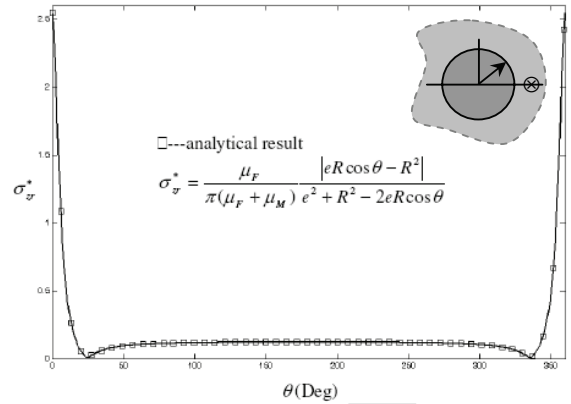 2.5
2
1.5
1
0.5
0
□---analytical result
σ*zr = μF / π(μF + μM) |eR cos θ − R²| / e² + R² − 2eR cos θ
σ*zr
0 50 100 150 200 250 300 350
θ(Deg)